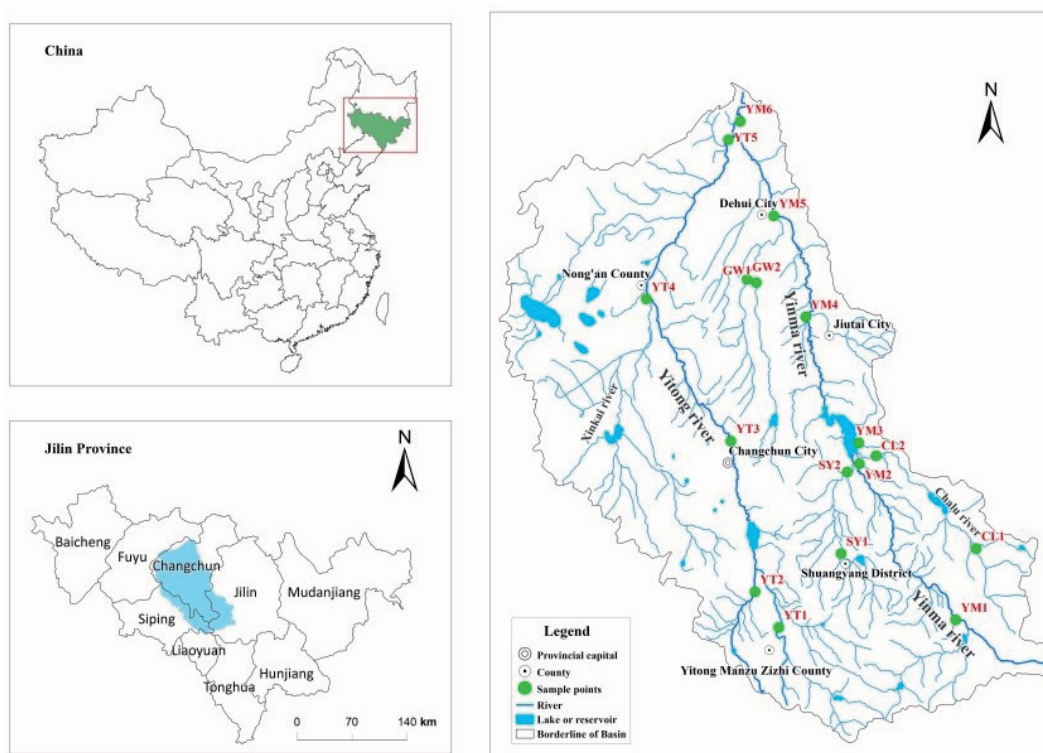 China
Jilin Province
N
Baicheng
Fuyu
Changchun
Jilin
Mudanjiang
Siping
Liaoyuan
Hunjiang
Tonghua
0 70 140 km
N
YM6
YT5
Dehui City
YM5
Nong'an County
GW1
GW2
YT4
YM4
Jiutai City
Yinma river
Yitong river
Xinkai river
YT3
Changchun City
YM3
CL2
SY2
YM2
Chalu river
CL1
SY1
Shuangyang District
YT2
YT1
YM1
Yinma river
Yitong Manzu Zizhi County
Legend
Provincial capital
County
Sample points
River
Lake or reservoir
Borderline of Basin